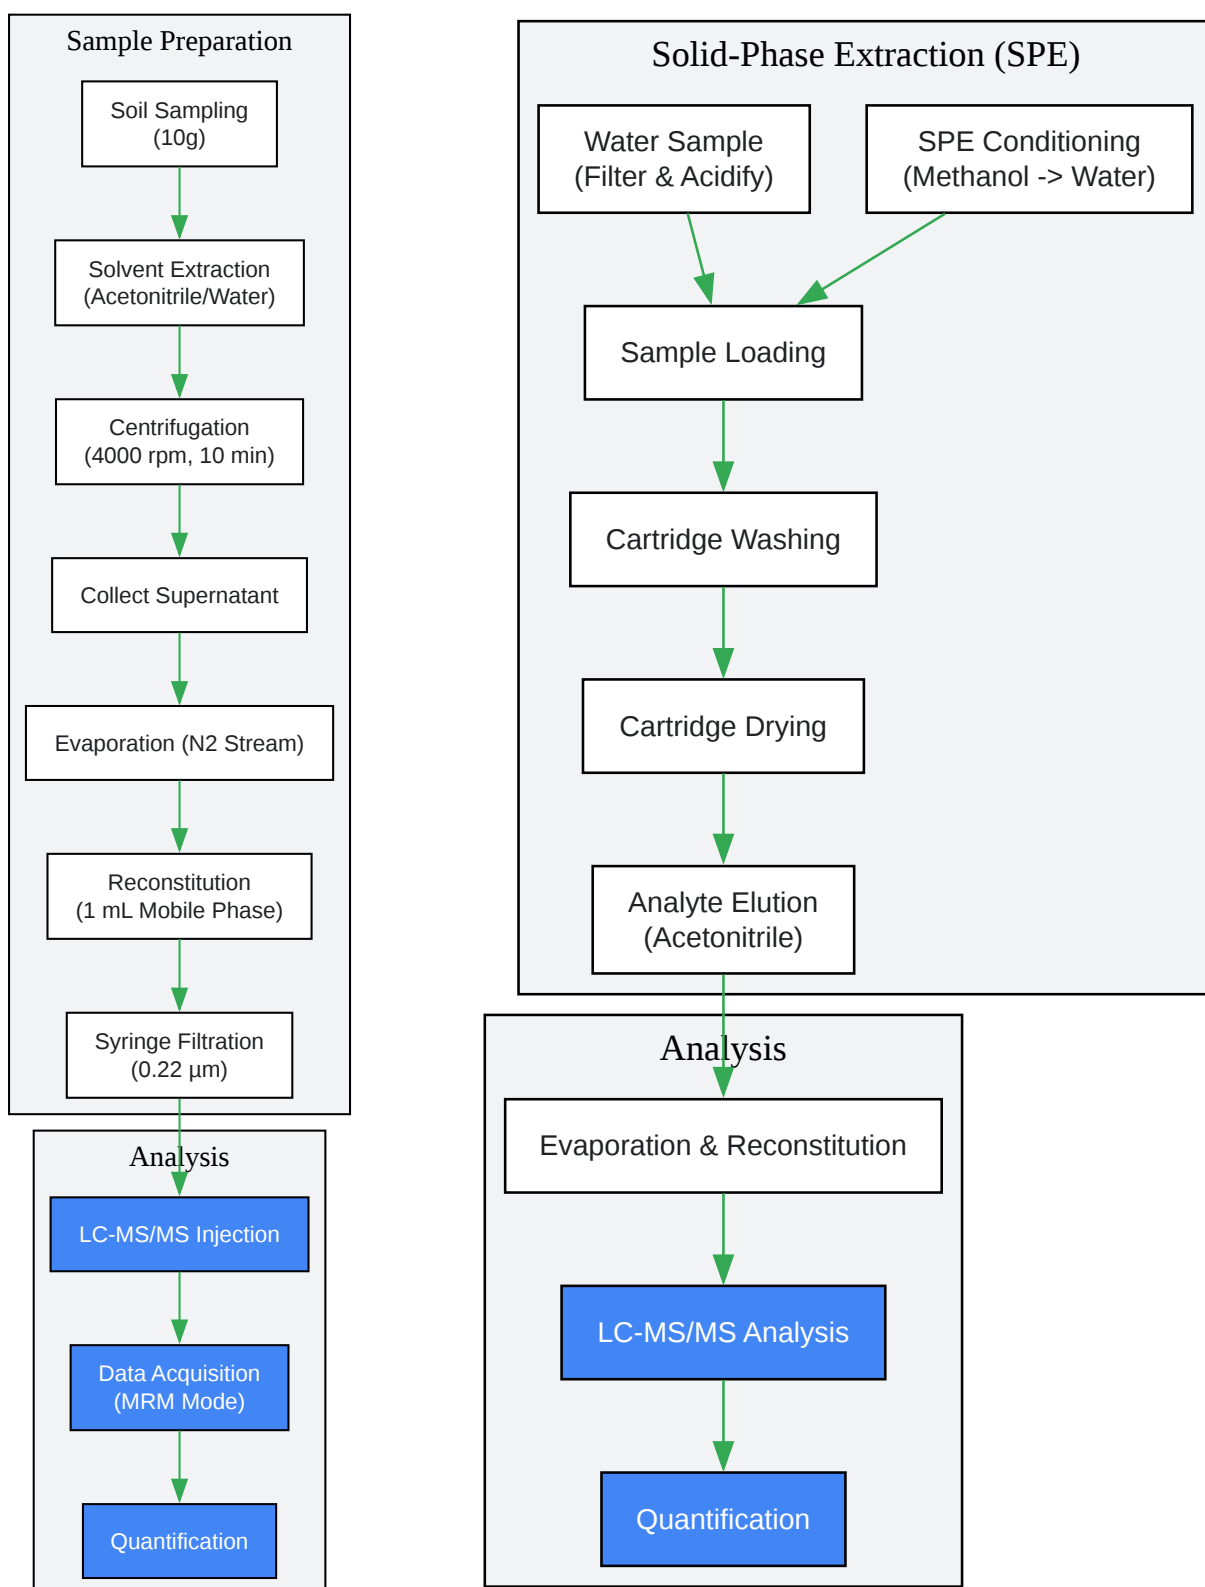 Sample Preparation
Soil Sampling
(10g)
Solvent Extraction
(Acetonitrile/Water)
Centrifugation
(4000 rpm, 10 min)
Collect Supernatant
Evaporation (N2 Stream)
Reconstitution
(1 mL Mobile Phase)
Syringe Filtration
(0.22 µm)
Analysis
LC-MS/MS Injection
Data Acquisition
(MRM Mode)
Quantification
Solid-Phase Extraction (SPE)
Water Sample
(Filter & Acidify)
SPE Conditioning
(Methanol -> Water)
Sample Loading
Cartridge Washing
Cartridge Drying
Analyte Elution
(Acetonitrile)
Analysis
Evaporation & Reconstitution
LC-MS/MS Analysis
Quantification